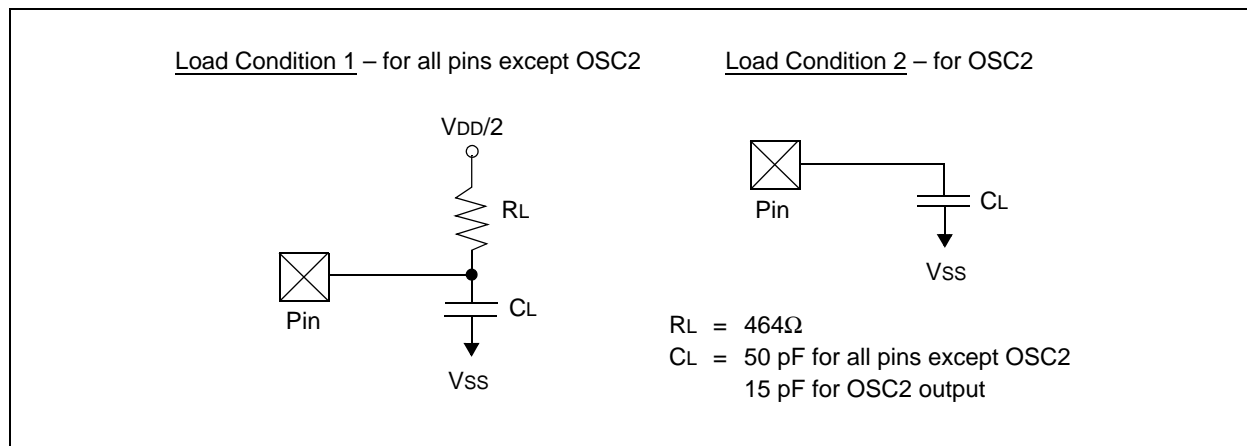 Load Condition 1 – for all pins except OSC2
VDD/2
RL
Pin
CL
VSS
Load Condition 2 – for OSC2
Pin
CL
VSS
RL = 464Ω
CL = 50 pF for all pins except OSC2
15 pF for OSC2 output